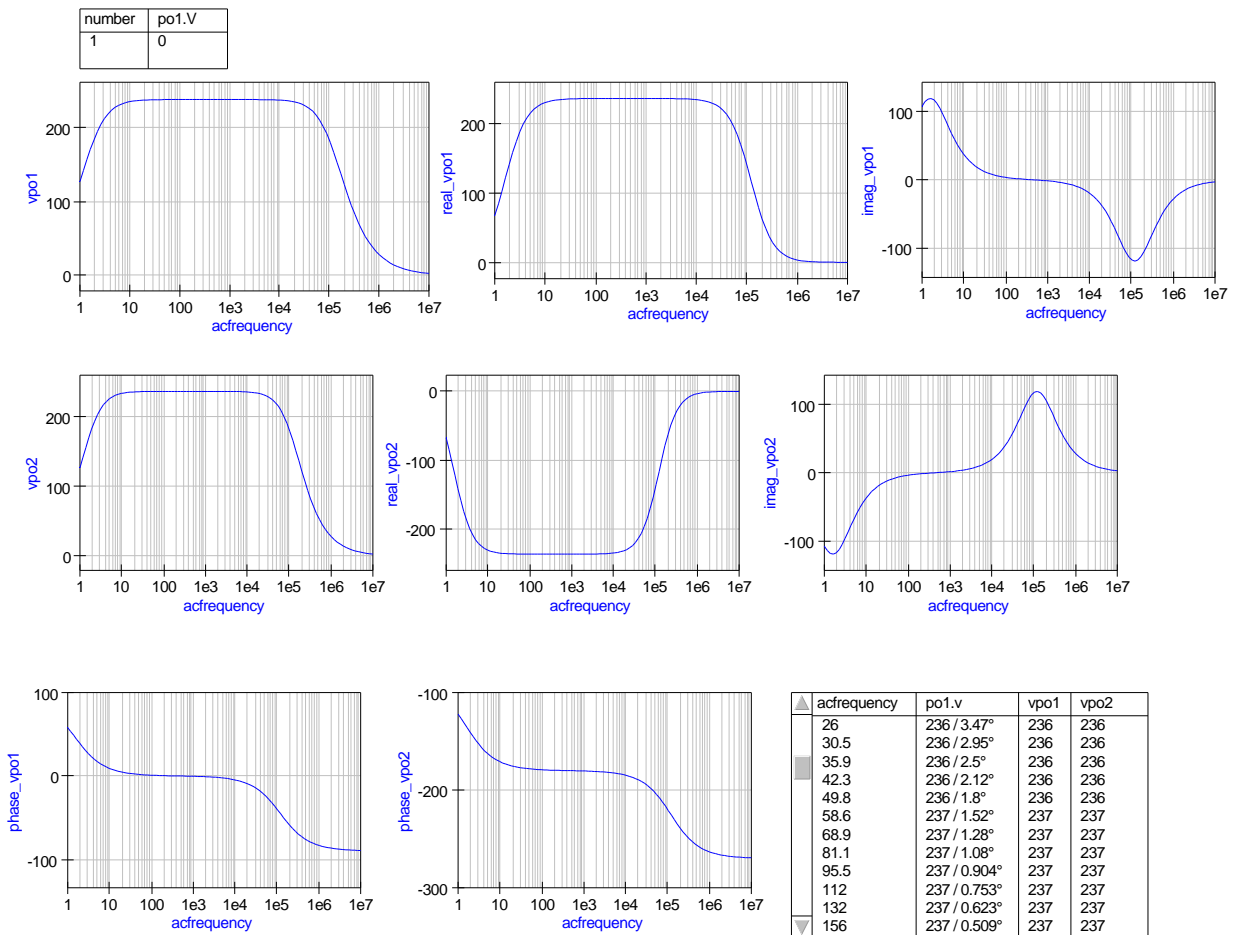 number po1.V
1 0
vpo1
200
100
0
1 10 100 1e3 1e4 1e5 1e6 1e7
acfrequency
real_vpo1
200
100
0
1 10 100 1e3 1e4 1e5 1e6 1e7
acfrequency
imag_vpo1
100
0
-100
1 10 100 1e3 1e4 1e5 1e6 1e7
acfrequency
vpo2
200
100
0
1 10 100 1e3 1e4 1e5 1e6 1e7
acfrequency
real_vpo2
0
-100
-200
1 10 100 1e3 1e4 1e5 1e6 1e7
acfrequency
imag_vpo2
100
0
-100
1 10 100 1e3 1e4 1e5 1e6 1e7
acfrequency
phase_vpo1
100
0
-100
1 10 100 1e3 1e4 1e5 1e6 1e7
acfrequency
phase_vpo2
-100
-200
-300
1 10 100 1e3 1e4 1e5 1e6 1e7
acfrequency
acfrequency po1.v vpo1 vpo2
26 236 / 3.47° 236 236
30.5 236 / 2.95° 236 236
35.9 236 / 2.5° 236 236
42.3 236 / 2.12° 236 236
49.8 236 / 1.8° 236 236
58.6 237 / 1.52° 237 237
68.9 237 / 1.28° 237 237
81.1 237 / 1.08° 237 237
95.5 237 / 0.904° 237 237
112 237 / 0.753° 237 237
132 237 / 0.623° 237 237
156 237 / 0.509° 237 237